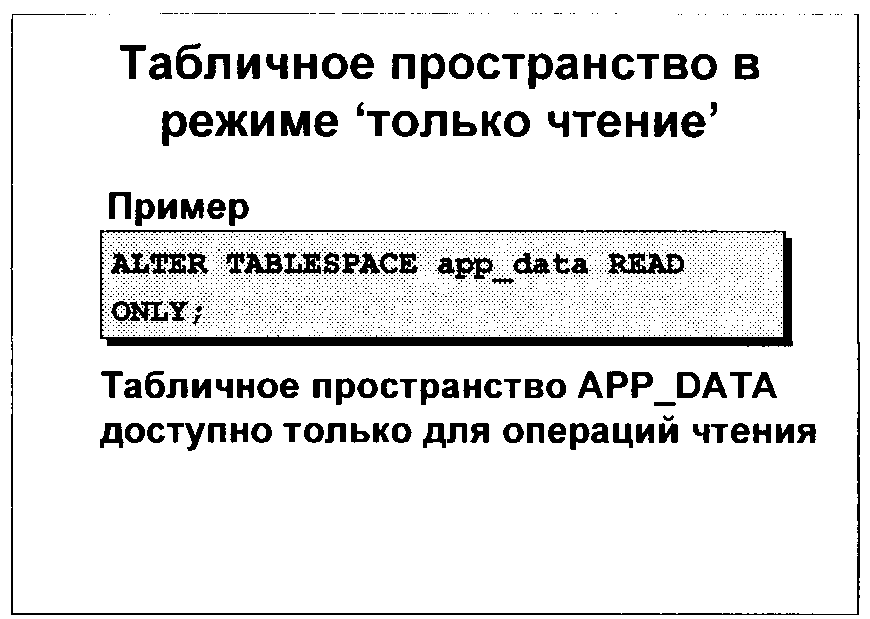 Табличное пространство в
режиме ‘только чтение’
Пример
ALTER TABLESPACE app_data READ
ONLY;
Табличное пространство APP_DATA
доступно только для операций чтения